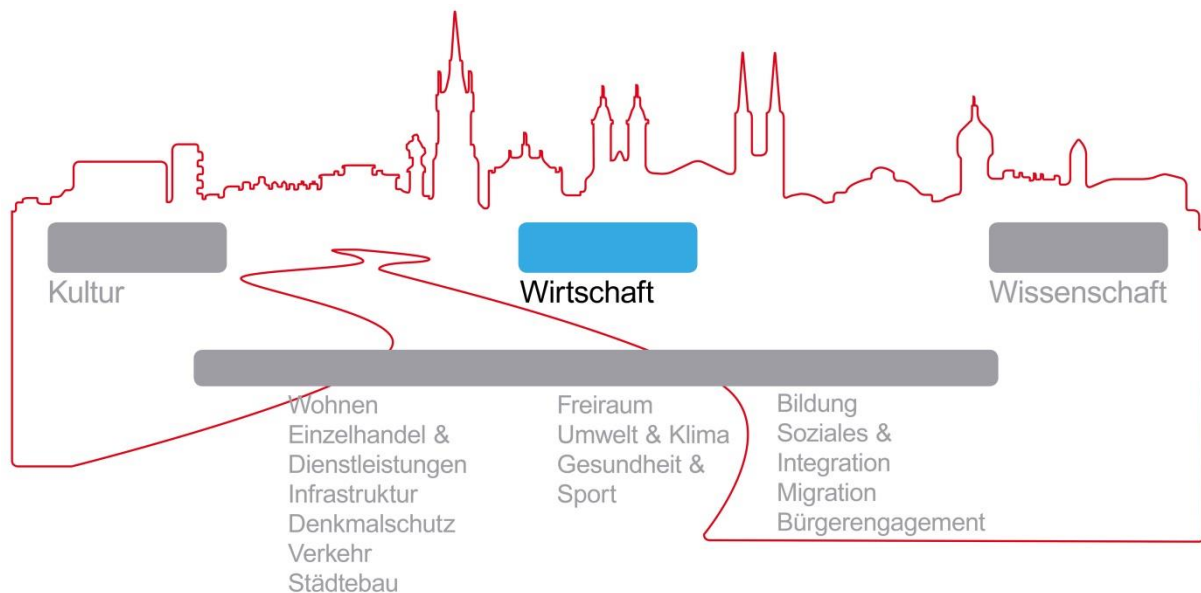 Kultur
Wirtschaft
Wissenschaft
Wohnen
Einzelhandel &
Dienstleistungen
Infrastruktur
Denkmalschutz
Verkehr
Städtebau
Freiraum
Umwelt & Klima
Gesundheit &
Sport
Bildung
Soziales &
Integration
Migration
Bürgerengagement